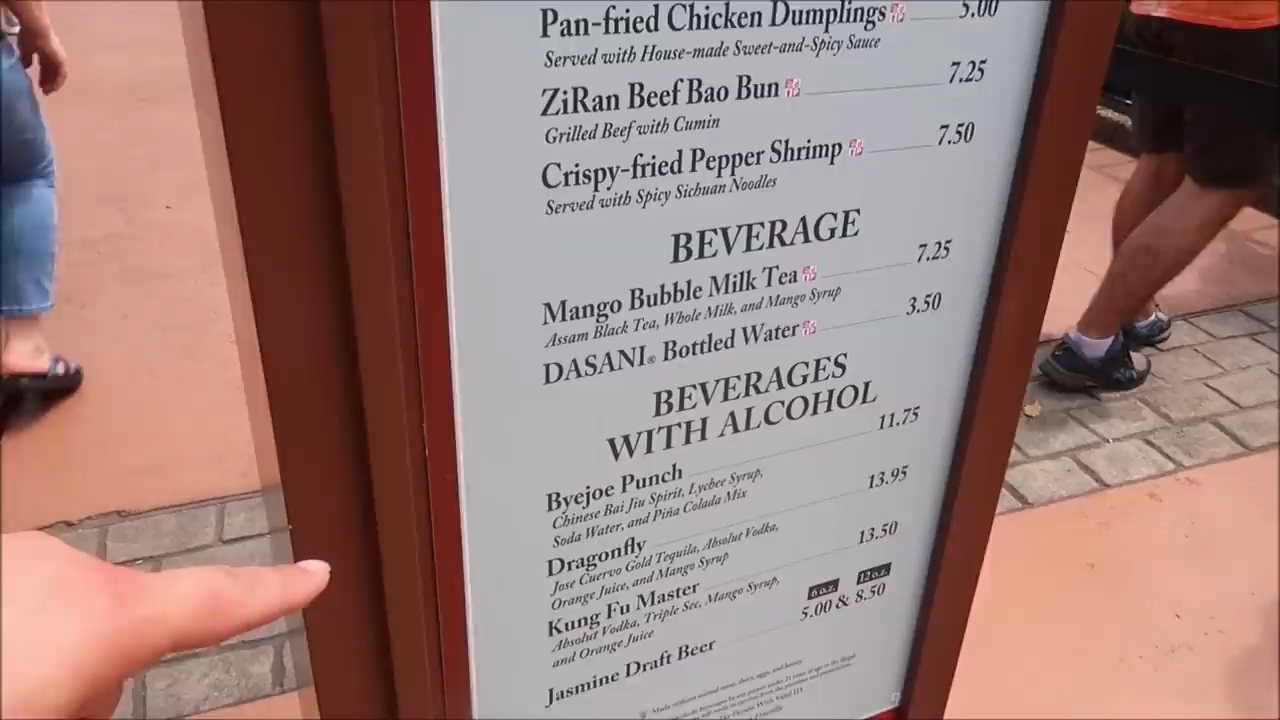 Pan-fried Chicken Dumplings 5.00
Served with House-made Sweet-and-Spicy Sauce
ZiRan Beef Bao Bun 7.25
Grilled Beef with Cumin
Crispy-fried Pepper Shrimp 7.50
Served with Spicy Sichuan Noodles
BEVERAGE
Mango Bubble Milk Tea 7.25
Assam Black Tea, Whole Milk, and Mango Syrup
DASANI® Bottled Water 3.50
BEVERAGES
WITH ALCOHOL
Byejoe Punch 11.75
Chinese Bai Jiu Spirit, Lychee Syrup,
Soda Water, and Piña Colada Mix
Dragonfly 13.95
Jose Cuervo Gold Tequila, Absolut Vodka,
Orange Juice, and Mango Syrup
Kung Fu Master 13.50
Absolut Vodka, Triple Sec, Mango Syrup,
and Orange Juice
6 oz. 12 oz.
Jasmine Draft Beer 5.00 & 8.50